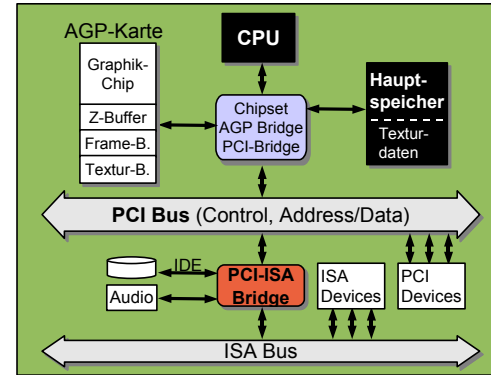 AGP-Karte
Graphik-
Chip
Z-Buffer
Frame-B.
Textur-B.
CPU
Chipset
AGP Bridge
PCI-Bridge
Haupt-
speicher
Textur-
daten
PCI Bus (Control, Address/Data)
IDE
Audio
PCI-ISA
Bridge
ISA
Devices
PCI
Devices
ISA Bus